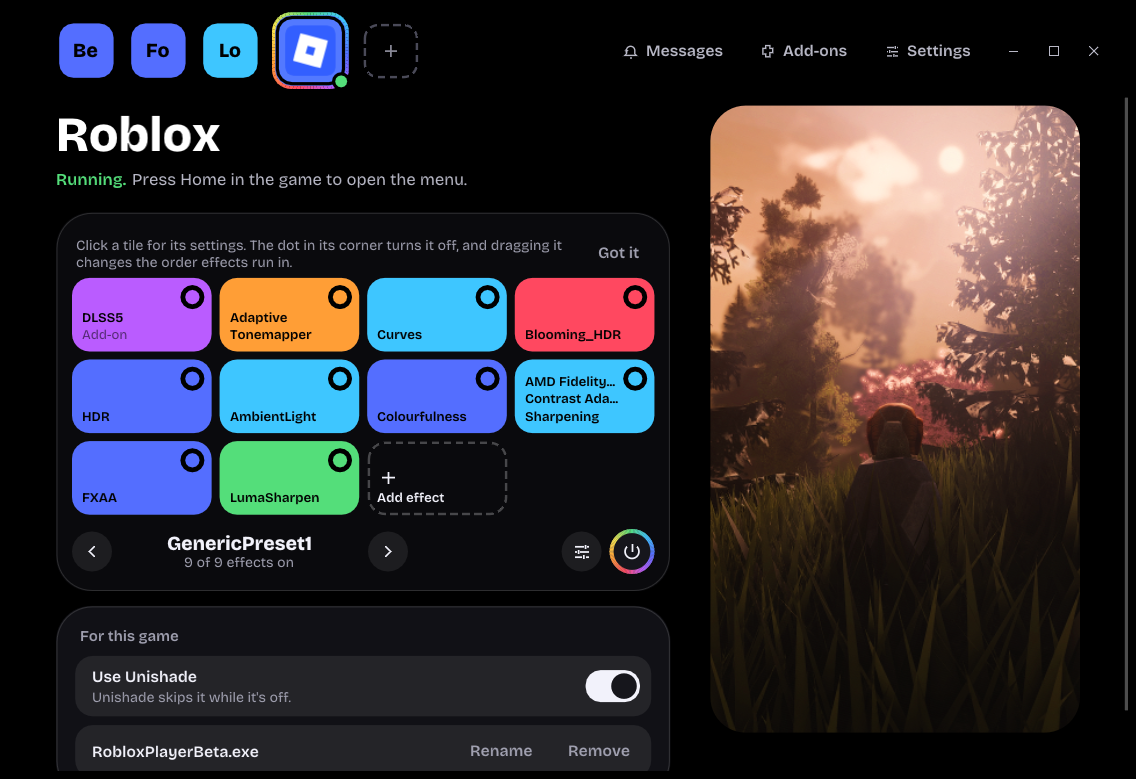 Be
Fo
Lo
Messages
Add-ons
Settings
Roblox
Running. Press Home in the game to open the menu.
Click a tile for its settings. The dot in its corner turns it off, and dragging it
changes the order effects run in.
Got it
DLSS5
Add-on
Adaptive
Tonemapper
Curves
Blooming_HDR
HDR
AmbientLight
Colourfulness
AMD Fidelity...
Contrast Ada...
Sharpening
FXAA
LumaSharpen
Add effect
GenericPreset1
9 of 9 effects on
For this game
Use Unishade
Unishade skips it while it's off.
RobloxPlayerBeta.exe
Rename
Remove